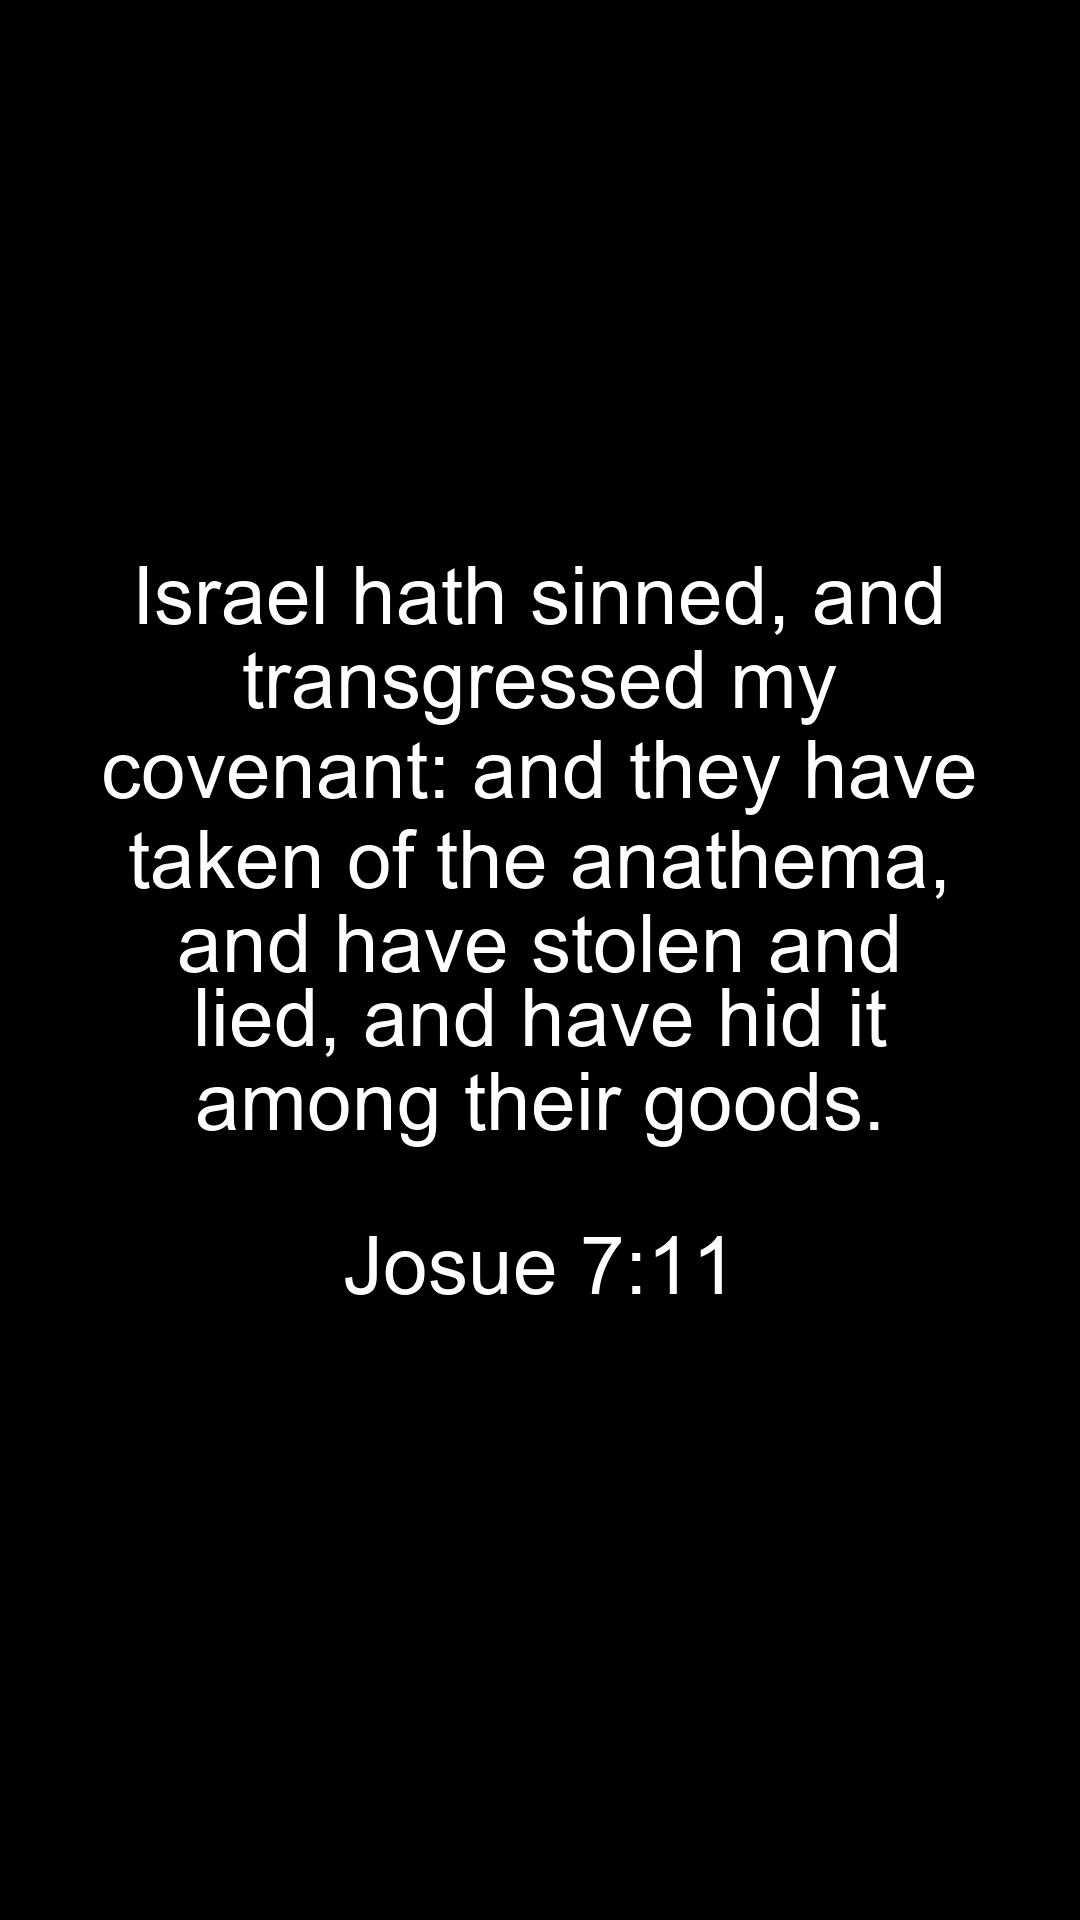 Israel hath sinned, and
transgressed my
covenant: and they have
taken of the anathema,
and have stolen and
lied, and have hid it
among their goods.
Josue 7:11